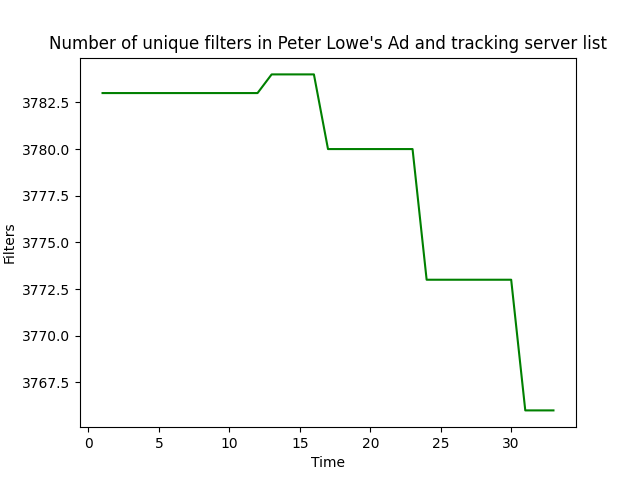 Number of unique filters in Peter Lowe's Ad and tracking server list
3782.5
3780.0
3777.5
3775.0
3772.5
3770.0
3767.5
Filters
0 5 10 15 20 25 30
Time